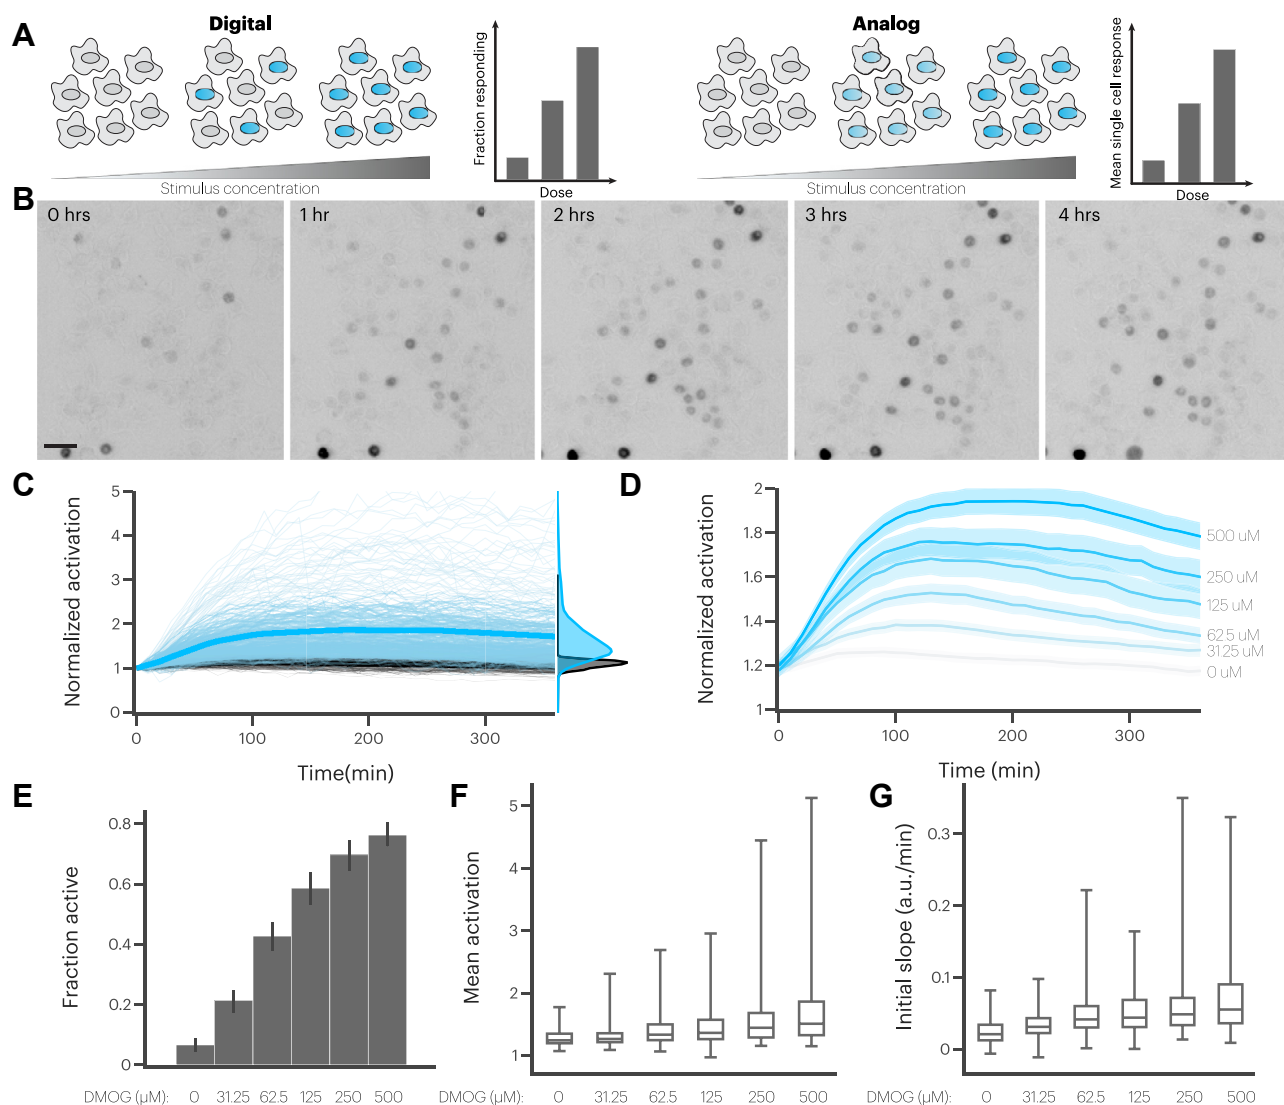 A
Digital
Fraction responding
Dose
Stimulus concentration
Analog
Mean single cell response
Dose
Stimulus concentration
B
0 hrs
1 hr
2 hrs
3 hrs
4 hrs
C
Normalized activation
5
4
3
2
1
0
0
100
200
300
Time(min)
D
Normalized activation
2
1.8
1.6
1.4
1.2
1
0
100
200
300
Time (min)
500 uM
250 uM
125 uM
62.5 uM
31.25 uM
0 uM
E
Fraction active
0.8
0.6
0.4
0.2
0
DMOG (µM): 0 31.25 62.5 125 250 500
F
Mean activation
5
4
3
2
1
DMOG (µM): 0 31.25 62.5 125 250 500
G
Initial slope (a.u./min)
0.3
0.2
0.1
0
DMOG (µM): 0 31.25 62.5 125 250 500